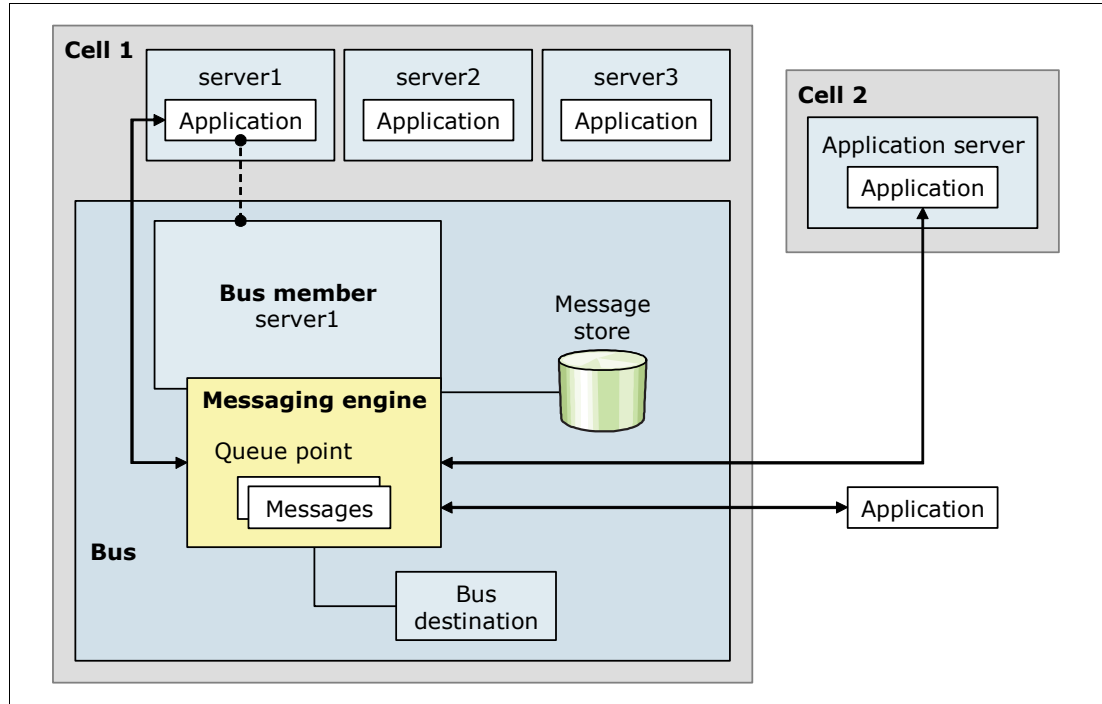 Cell 1
server1
Application
server2
Application
server3
Application
Cell 2
Application server
Application
Bus member
server1
Message
store
Messaging engine
Queue point
Messages
Application
Bus
Bus
destination